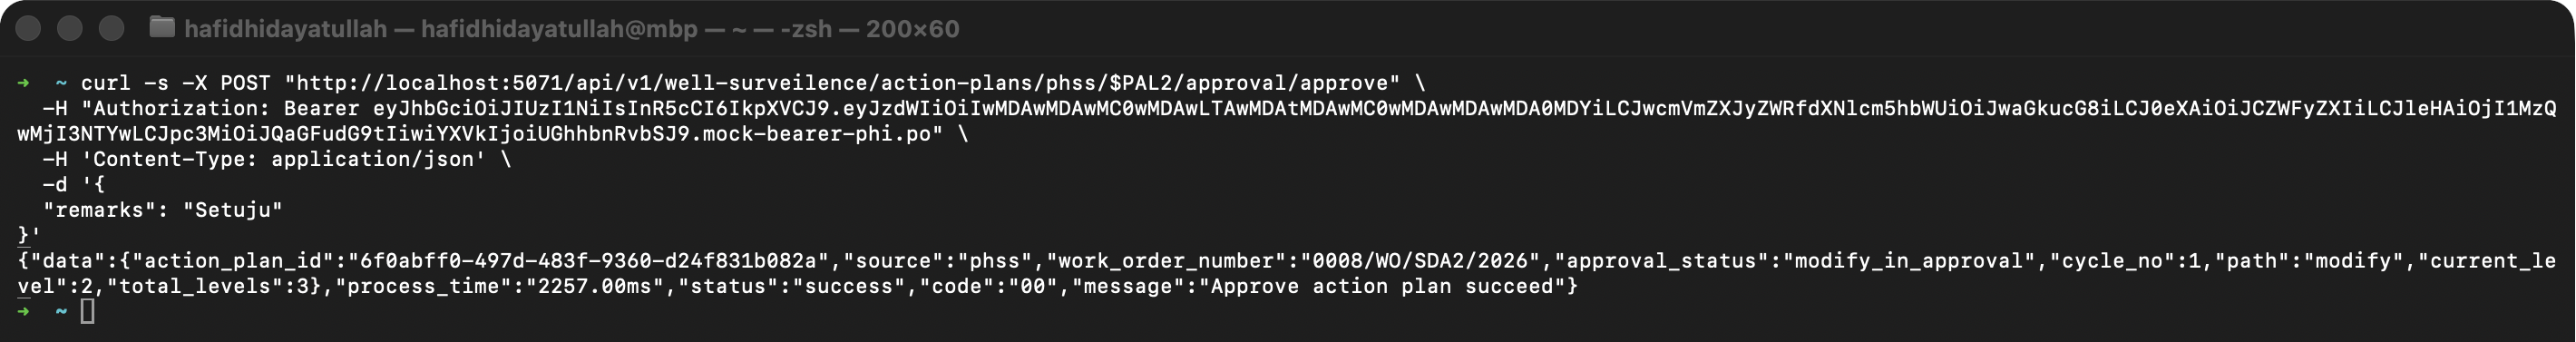 hafidhidayatullah — hafidhidayatullah@mbp — ~ — -zsh — 200×60
➜  ~ curl -s -X POST "http://localhost:5071/api/v1/well-surveilence/action-plans/phss/$PAL2/approval/approve" \
  -H "Authorization: Bearer eyJhbGciOiJIUzI1NiIsInR5cCI6IkpXVCJ9.eyJzdWIiOiIwMDAwMDAwMC0wMDAwLTAwMDAtMDAwMC0wMDAwMDAwMDA0MDYiLCJwcmVmZXJyZWRfdXNlcm5hbWUiOiJwaGkucG8iLCJ0eXAiOiJCZWFyZXIiLCJleHAiOjI1MzQ
wMjI3NTYwLCJpc3MiOiJQaGFudG9tIiwiYXVkIjoiUGhhbnRvbSJ9.mock-bearer-phi.po" \
  -H 'Content-Type: application/json' \
  -d '{
  "remarks": "Setuju"
}'
{"data":{"action_plan_id":"6f0abff0-497d-483f-9360-d24f831b082a","source":"phss","work_order_number":"0008/WO/SDA2/2026","approval_status":"modify_in_approval","cycle_no":1,"path":"modify","current_le
vel":2,"total_levels":3},"process_time":"2257.00ms","status":"success","code":"00","message":"Approve action plan succeed"}
➜  ~